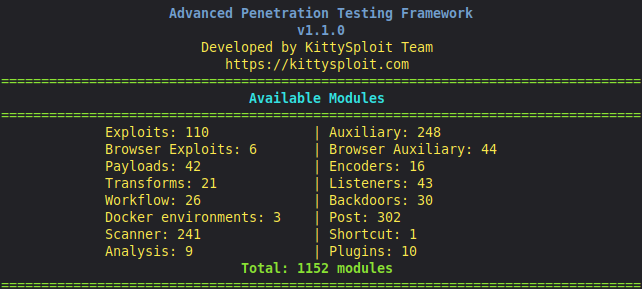 Advanced Penetration Testing Framework
v1.1.0
Developed by KittySploit Team
https://kittysploit.com
================================================================================
Available Modules
================================================================================
Exploits: 110 | Auxiliary: 248
Browser Exploits: 6 | Browser Auxiliary: 44
Payloads: 42 | Encoders: 16
Transforms: 21 | Listeners: 43
Workflow: 26 | Backdoors: 30
Docker environments: 3 | Post: 302
Scanner: 241 | Shortcut: 1
Analysis: 9 | Plugins: 10
Total: 1152 modules
================================================================================